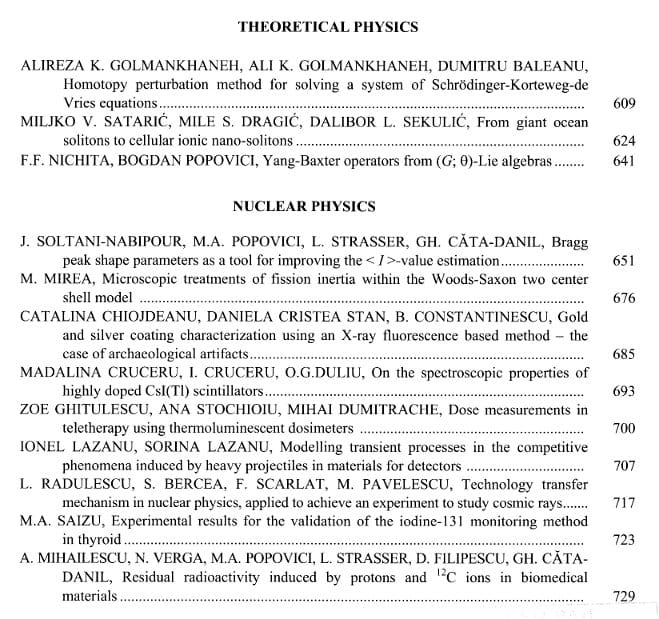 THEORETICAL PHYSICS
ALIREZA K. GOLMANKHANEH, ALI K. GOLMANKHANEH, DUMITRU BALEANU,
Homotopy perturbation method for solving a system of Schrödinger-Korteweg-de
Vries equations........................................................................................................ 609
MILJKO V. SATARIĆ, MILE S. DRAGIĆ, DALIBOR L. SEKULIĆ, From giant ocean
solitons to cellular ionic nano-solitons ...................................................................... 624
F.F. NICHITA, BOGDAN POPOVICI, Yang-Baxter operators from (G; θ)-Lie algebras ........ 641
NUCLEAR PHYSICS
J. SOLTANI-NABIPOUR, M.A. POPOVICI, L. STRASSER, GH. CĂTA-DANIL, Bragg
peak shape parameters as a tool for improving the < I >-value estimation.................... 651
M. MIREA, Microscopic treatments of fission inertia within the Woods-Saxon two center
shell model ............................................................................................................ 676
CATALINA CHIOJDEANU, DANIELA CRISTEA STAN, B. CONSTANTINESCU, Gold
and silver coating characterization using an X-ray fluorescence based method – the
case of archaeological artifacts................................................................................. 685
MADALINA CRUCERU, I. CRUCERU, O.G.DULIU, On the spectroscopic properties of
highly doped CsI(Tl) scintillators.............................................................................. 693
ZOE GHITULESCU, ANA STOCHIOIU, MIHAI DUMITRACHE, Dose measurements in
teletherapy using thermoluminescent dosimeters ...................................................... 700
IONEL LAZANU, SORINA LAZANU, Modelling transient processes in the competitive
phenomena induced by heavy projectiles in materials for detectors ............................ 707
L. RADULESCU, S. BERCEA, F. SCARLAT, M. PAVELESCU, Technology transfer
mechanism in nuclear physics, applied to achieve an experiment to study cosmic rays...... 717
M.A. SAIZU, Experimental results for the validation of the iodine-131 monitoring method
in thyroid ................................................................................................................ 723
A. MIHAILESCU, N. VERGA, M.A. POPOVICI, L. STRASSER, D. FILIPESCU, GH. CĂTA-
DANIL, Residual radioactivity induced by protons and ¹²C ions in biomedical
materials ................................................................................................................. 729